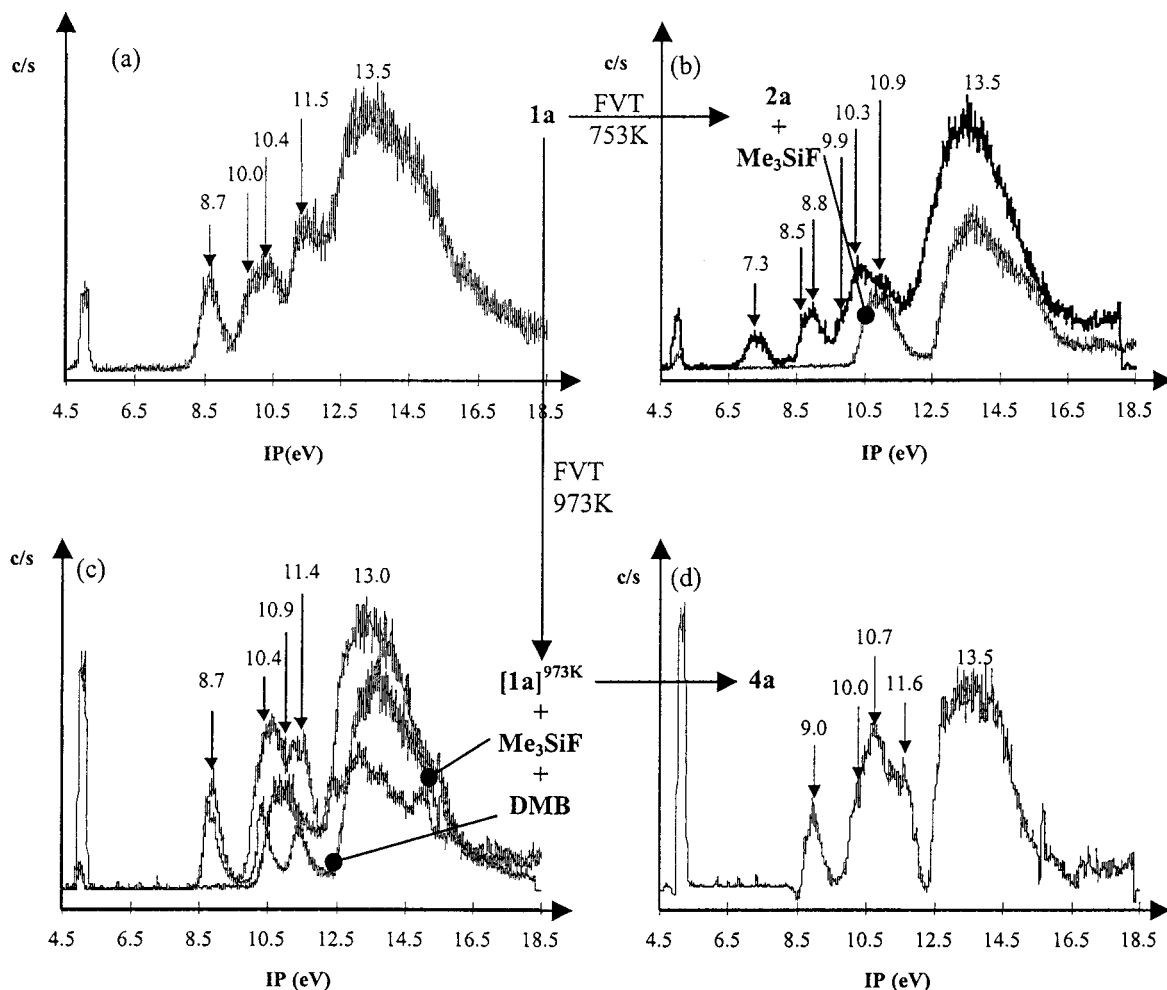 c/s
(a)
8.7
10.0
10.4
11.5
13.5
4.5 6.5 8.5 10.5 12.5 14.5 16.5 18.5
IP(eV)
1a
FVT
753K
c/s
(b)
2a
+
Me₃SiF
7.3
8.5
8.8
9.9
10.3
10.9
13.5
4.5 6.5 8.5 10.5 12.5 14.5 16.5 18.5
IP (eV)
FVT
973K
c/s
(c)
8.7
10.4
10.9
11.4
13.0
4.5 6.5 8.5 10.5 12.5 14.5 16.5 18.5
IP (eV)
[1a]⁹⁷³ᴷ
+
Me₃SiF
+
DMB
c/s
(d)
4a
9.0
10.0
10.7
11.6
13.5
4.5 6.5 8.5 10.5 12.5 14.5 16.5 18.5
IP (eV)